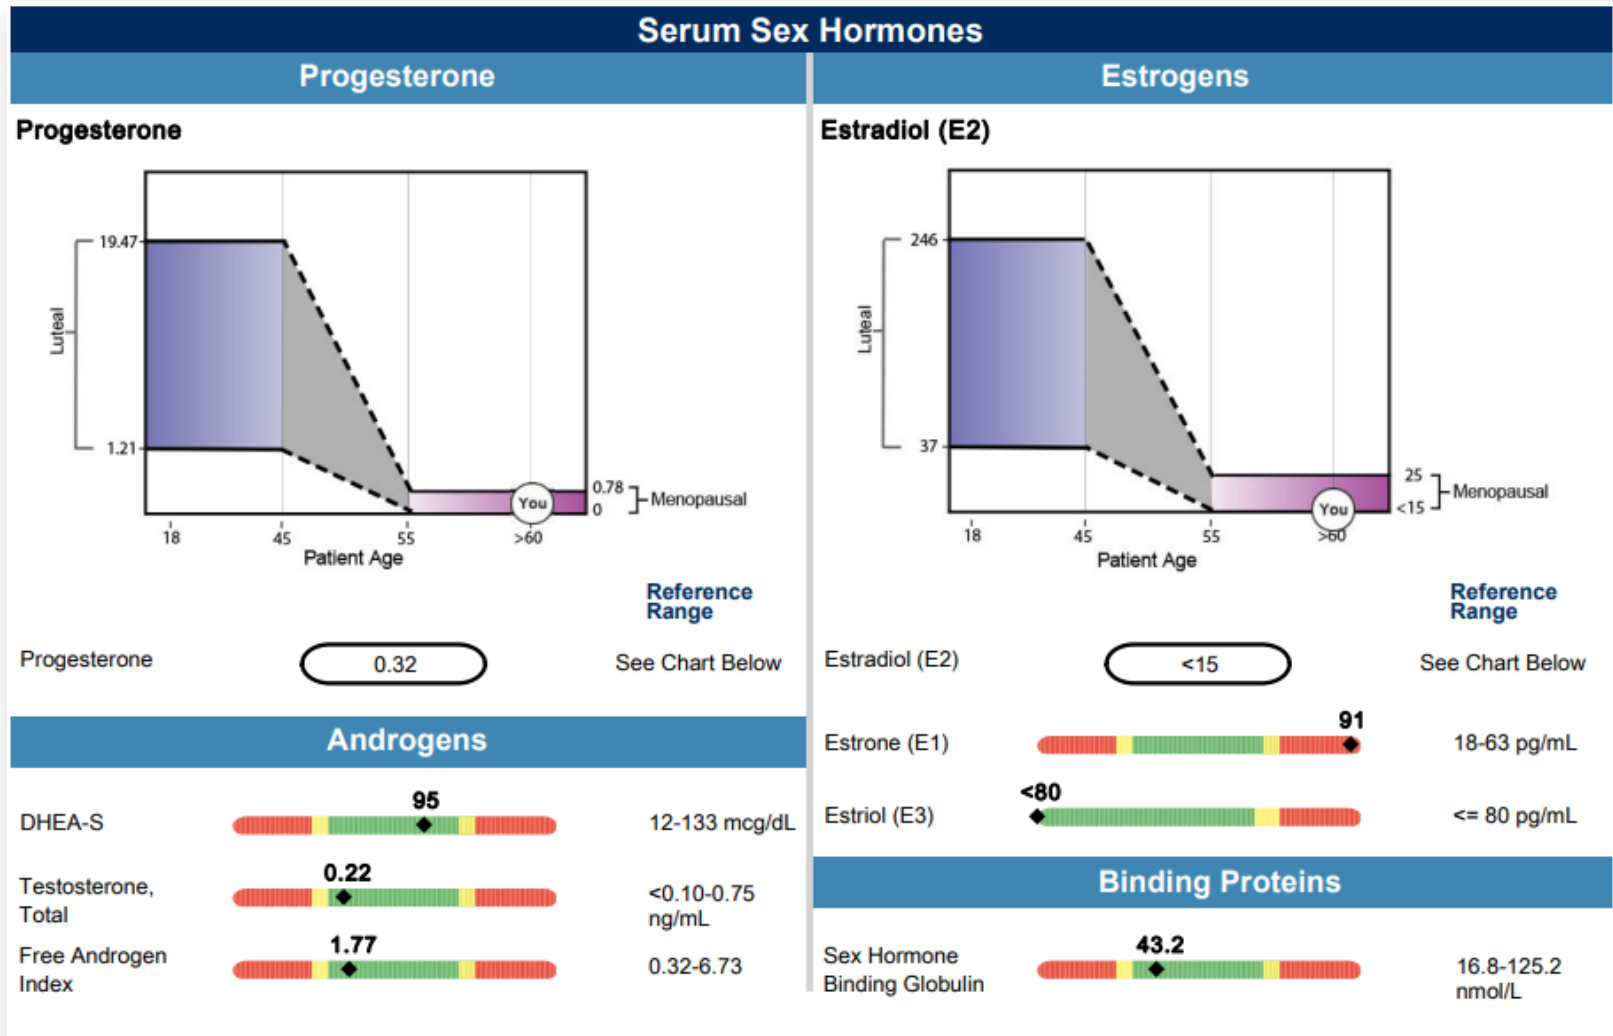 Serum Sex Hormones
Progesterone
Progesterone
19.47
Luteal
1.21
You
0.78
0
Menopausal
18
45
55
>60
Patient Age
Reference
Range
Progesterone
0.32
See Chart Below
Androgens
DHEA-S
95
12-133 mcg/dL
Testosterone,
Total
0.22
<0.10-0.75
ng/mL
Free Androgen
Index
1.77
0.32-6.73
Estrogens
Estradiol (E2)
246
Luteal
37
You
25
<15
Menopausal
18
45
55
>60
Patient Age
Reference
Range
Estradiol (E2)
<15
See Chart Below
Estrone (E1)
91
18-63 pg/mL
Estriol (E3)
<80
<= 80 pg/mL
Binding Proteins
Sex Hormone
Binding Globulin
43.2
16.8-125.2
nmol/L